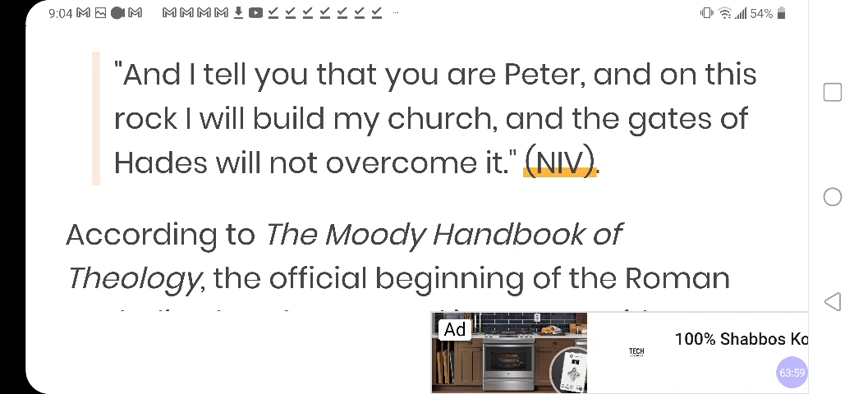 9:04
54%
"And I tell you that you are Peter, and on this
rock I will build my church, and the gates of
Hades will not overcome it." (NIV).
According to The Moody Handbook of
Theology, the official beginning of the Roman
Ad
TECH
100% Shabbos Ko
63:59